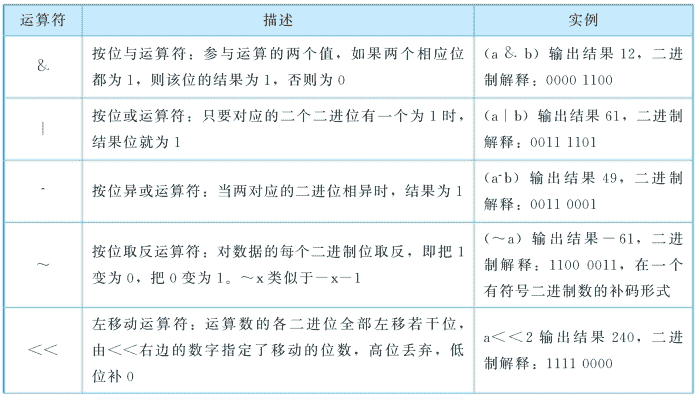 运算符 描述 实例
& 按位与运算符：参与运算的两个值，如果两个相应位都为1，则该位的结果为1，否则为0 (a & b) 输出结果 12，二进制解释：0000 1100
| 按位或运算符：只要对应的二个二进位有一个为1时，结果位就为1 (a | b) 输出结果 61，二进制解释：0011 1101
- 按位异或运算符：当两对应的二进位相异时，结果为1 (a-b) 输出结果 49，二进制解释：0011 0001
～ 按位取反运算符：对数据的每个二进制位取反，即把1变为0，把0变为1。～x类似于－x－1 (～a) 输出结果－61，二进制解释：1100 0011，在一个有符号二进制数的补码形式
<< 左移动运算符：运算数的各二进位全部左移若干位，由<<右边的数字指定了移动的位数，高位丢弃，低位补0 a<<2 输出结果 240，二进制解释：1111 0000